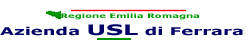 Regione Emilia Romagna
Azienda USL di Ferrara